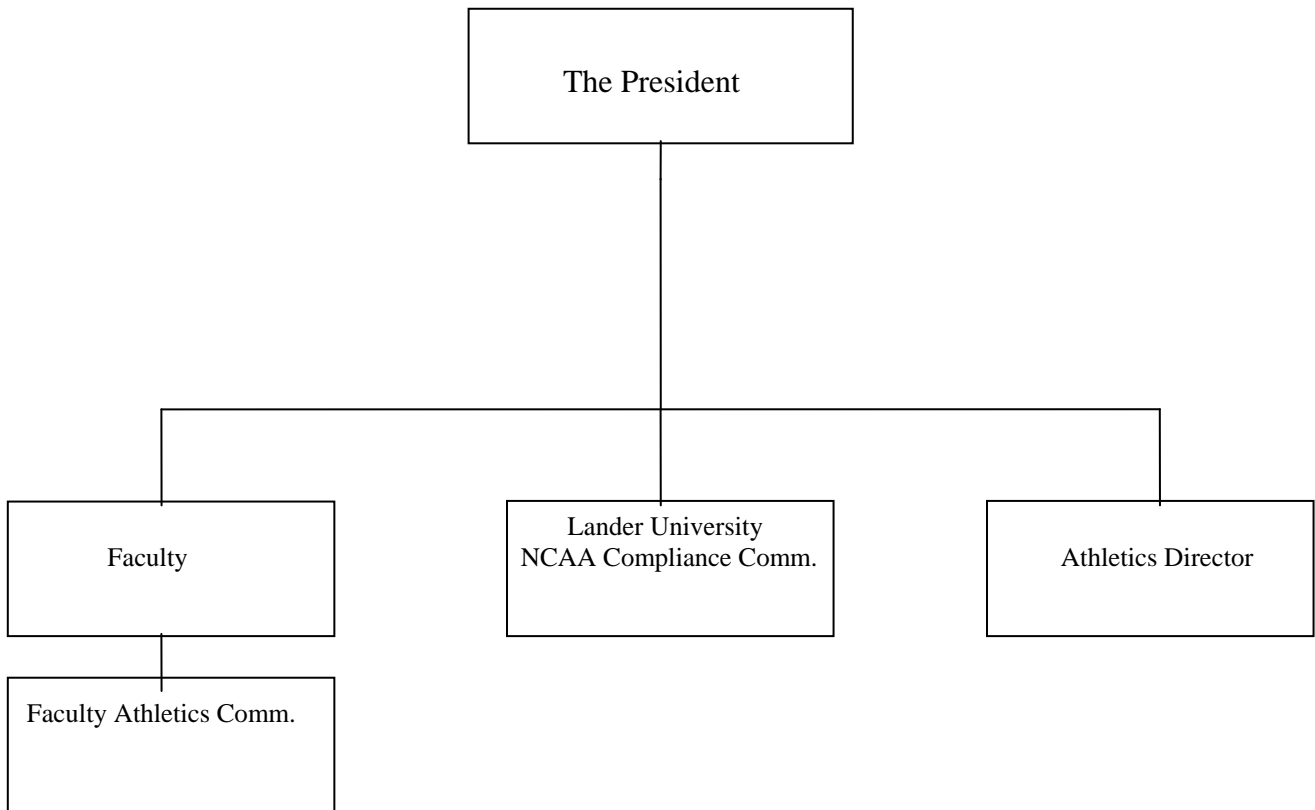 The President
Faculty
Lander University
NCAA Compliance Comm.
Athletics Director
Faculty Athletics Comm.